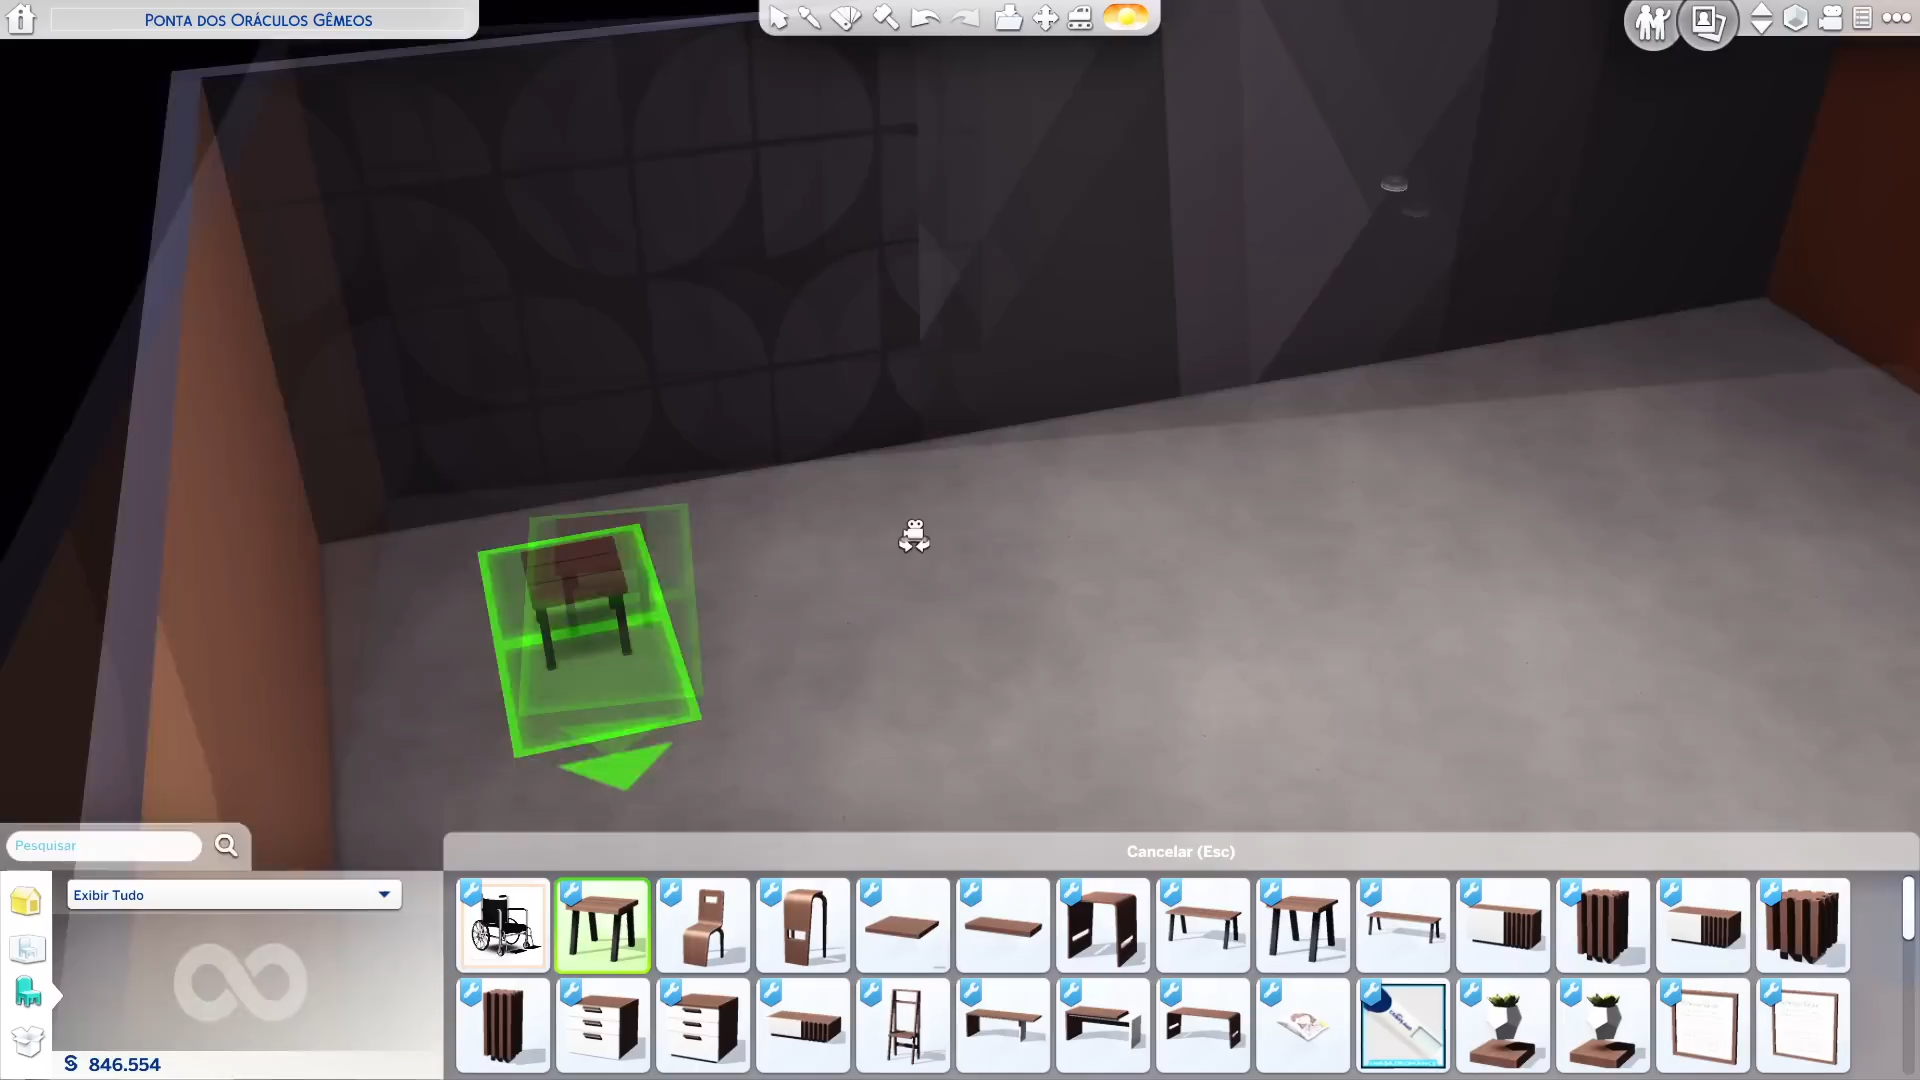 Ponta dos Oráculos Gêmeos
Cancelar (Esc)
Pesquisar
Exibir Tudo
846.554